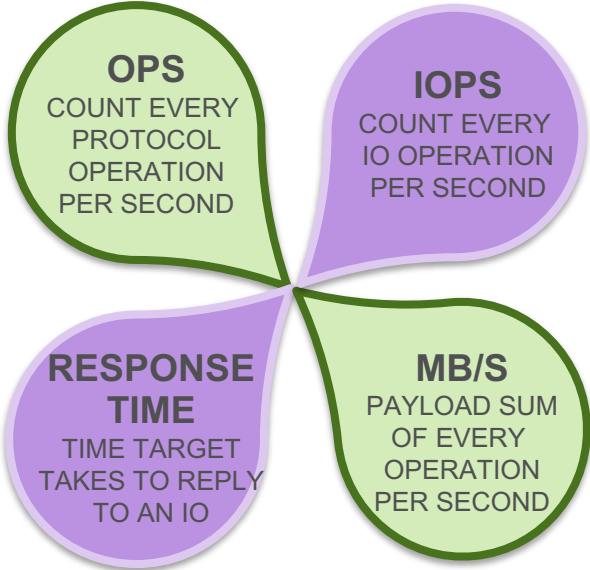 OPS
COUNT EVERY
PROTOCOL
OPERATION
PER SECOND
IOPS
COUNT EVERY
IO OPERATION
PER SECOND
RESPONSE
TIME
TIME TARGET
TAKES TO REPLY
TO AN IO
MB/S
PAYLOAD SUM
OF EVERY
OPERATION
PER SECOND